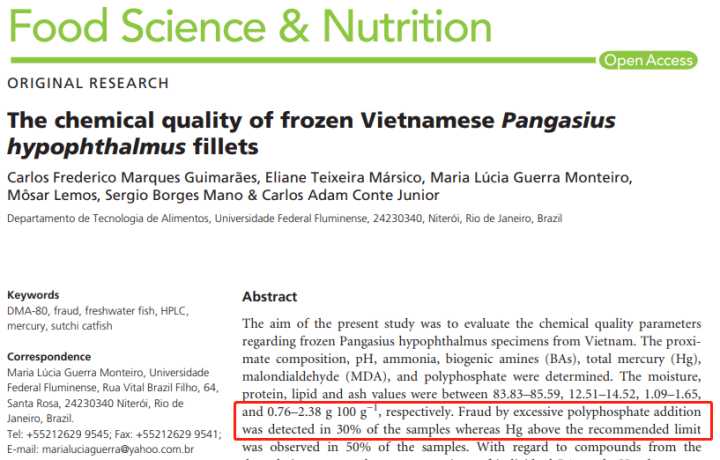 Food Science & Nutrition
Open Access
ORIGINAL RESEARCH
The chemical quality of frozen Vietnamese Pangasius
hypophthalmus fillets
Carlos Frederico Marques Guimarães, Eliane Teixeira Mársico, Maria Lúcia Guerra Monteiro,
Môsar Lemos, Sergio Borges Mano & Carlos Adam Conte Junior
Departamento de Tecnologia de Alimentos, Universidade Federal Fluminense, 24230340, Niterói, Rio de Janeiro, Brazil
Keywords
DMA-80, fraud, freshwater fish, HPLC,
mercury, sutchi catfish
Correspondence
Maria Lúcia Guerra Monteiro, Universidade
Federal Fluminense, Rua Vital Brazil Filho, 64,
Santa Rosa, 24230340 Niterói, Rio de
Janeiro, Brazil.
Tel: +55212629 9545; Fax: +55212629 9541;
E-mail: marialuciaguerra@yahoo.com.br
Abstract
The aim of the present study was to evaluate the chemical quality parameters
regarding frozen Pangasius hypophthalmus specimens from Vietnam. The proxi-
mate composition, pH, ammonia, biogenic amines (BAs), total mercury (Hg),
malondialdehyde (MDA), and polyphosphate were determined. The moisture,
protein, lipid and ash values were between 83.83–85.59, 12.51–14.52, 1.09–1.65,
and 0.76–2.38 g 100 g⁻¹, respectively. Fraud by excessive polyphosphate addition
was detected in 30% of the samples whereas Hg above the recommended limit
was observed in 50% of the samples. With regard to compounds from the